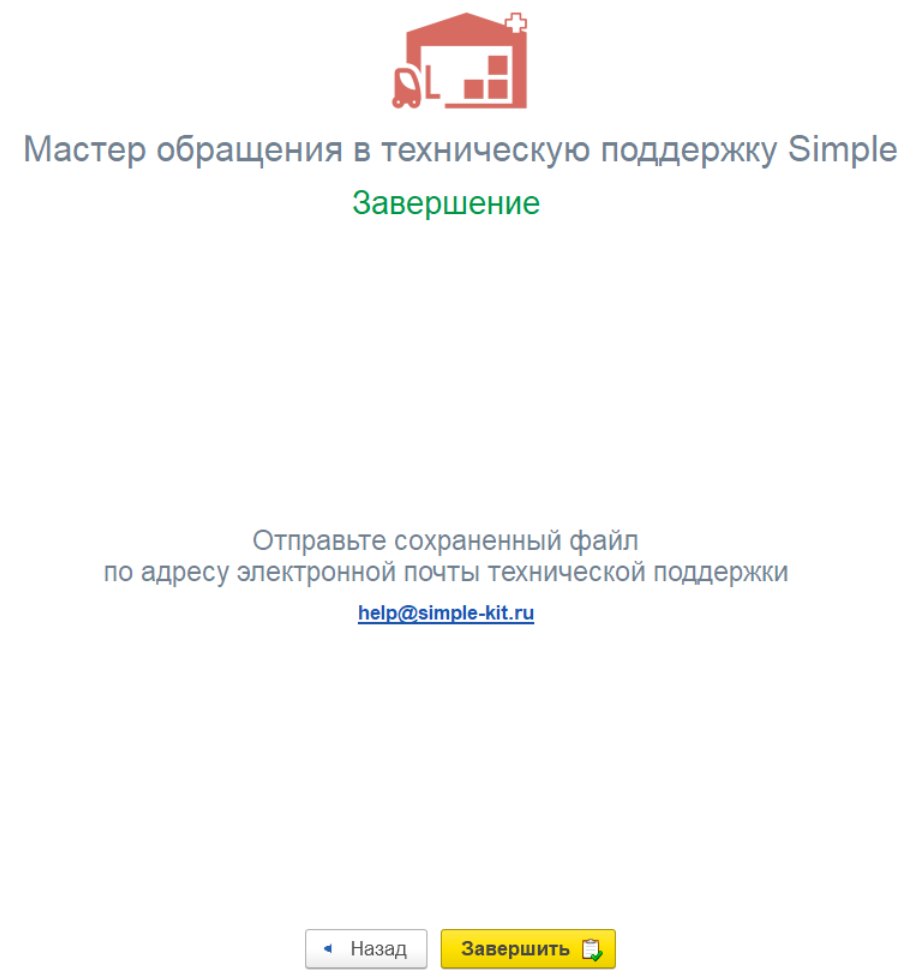 Мастер обращения в техническую поддержку Simple
Завершение
Отправьте сохраненный файл
по адресу электронной почты технической поддержки
help@simple-kit.ru
Назад
Завершить